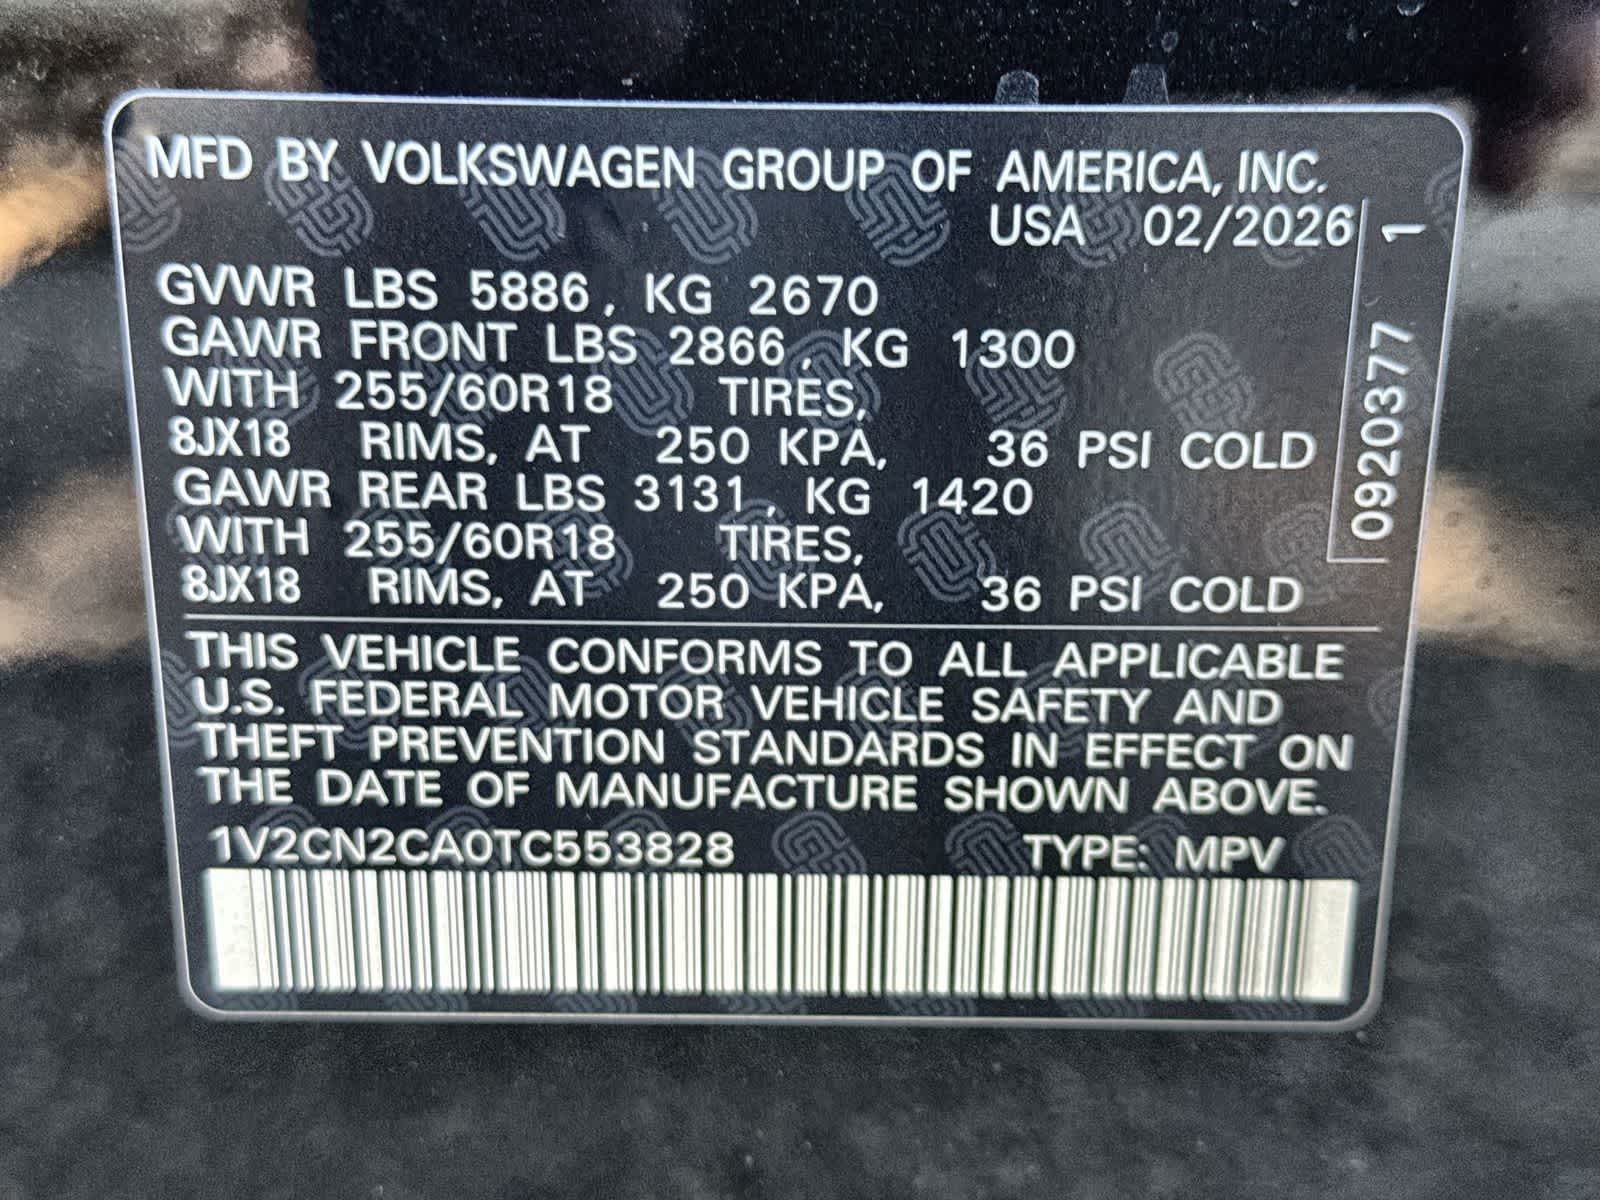 MFD BY VOLKSWAGEN GROUP OF AMERICA, INC.
USA 02/2026
GVWR LBS 5886, KG 2670
GAWR FRONT LBS 2866, KG 1300
WITH 255/60R18 TIRES,
8JX18 RIMS, AT 250 KPA, 36 PSI COLD
GAWR REAR LBS 3131, KG 1420
WITH 255/60R18 TIRES,
8JX18 RIMS, AT 250 KPA, 36 PSI COLD
0920377 1
THIS VEHICLE CONFORMS TO ALL APPLICABLE
U.S. FEDERAL MOTOR VEHICLE SAFETY AND
THEFT PREVENTION STANDARDS IN EFFECT ON
THE DATE OF MANUFACTURE SHOWN ABOVE.
1V2CN2CA0TC553828 TYPE: MPV